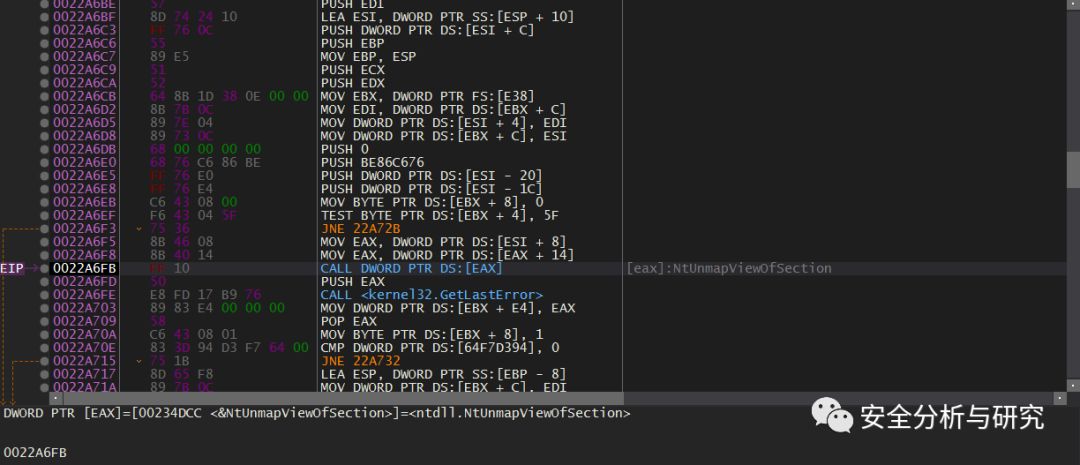 0022A6BE 57 PUSH EDI
0022A6BF 8D 74 24 10 LEA ESI, DWORD PTR SS:[ESP + 10]
0022A6C3 FF 76 0C PUSH DWORD PTR DS:[ESI + C]
0022A6C6 55 PUSH EBP
0022A6C7 89 E5 MOV EBP, ESP
0022A6C9 51 PUSH ECX
0022A6CA 52 PUSH EDX
0022A6CB 64 8B 1D 38 0E 00 00 MOV EBX, DWORD PTR FS:[E38]
0022A6D2 8B 7B 0C MOV EDI, DWORD PTR DS:[EBX + C]
0022A6D5 89 7E 04 MOV DWORD PTR DS:[ESI + 4], EDI
0022A6D8 89 73 0C MOV DWORD PTR DS:[EBX + C], ESI
0022A6DB 68 00 00 00 00 PUSH 0
0022A6E0 68 76 C6 86 BE PUSH BE86C676
0022A6E5 FF 76 E0 PUSH DWORD PTR DS:[ESI - 20]
0022A6E8 FF 76 E4 PUSH DWORD PTR DS:[ESI - 1C]
0022A6EB C6 43 08 00 MOV BYTE PTR DS:[EBX + 8], 0
0022A6EF F6 43 04 5F TEST BYTE PTR DS:[EBX + 4], 5F
0022A6F3 75 36 JNE 22A72B
0022A6F5 8B 46 08 MOV EAX, DWORD PTR DS:[ESI + 8]
0022A6F8 8B 40 14 MOV EAX, DWORD PTR DS:[EAX + 14]
EIP 0022A6FB FF 10 CALL DWORD PTR DS:[EAX] [eax]:NtUnmapViewOfSection
0022A6FD 50 PUSH EAX
0022A6FE E8 FD 17 B9 76 CALL <kernel32.GetLastError>
0022A703 89 83 E4 00 00 00 MOV DWORD PTR DS:[EBX + E4], EAX
0022A709 58 POP EAX
0022A70A C6 43 08 01 MOV BYTE PTR DS:[EBX + 8], 1
0022A70E 83 3D 94 D3 F7 64 00 CMP DWORD PTR DS:[64F7D394], 0
0022A715 75 1B JNE 22A732
0022A717 8D 65 F8 LEA ESP, DWORD PTR SS:[EBP - 8]
0022A71A 89 7B 0C MOV DWORD PTR DS:[EBX + C], EDI
DWORD PTR [EAX]=[00234DCC <&NtUnmapViewOfSection>]=<ntdll.NtUnmapViewOfSection>
安全分析与研究
0022A6FB